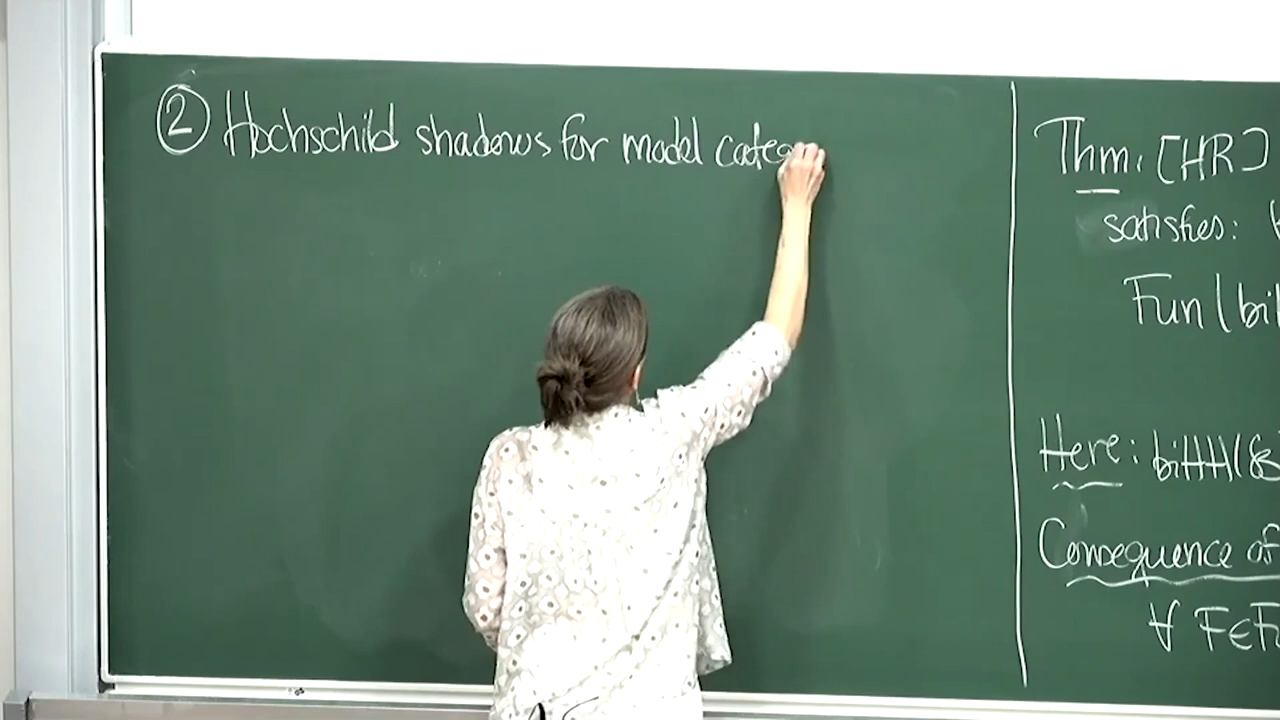 ② Hochschild shadows for model categ
Thm. [HR]
satisfies:
Fun(bi
Here: biHH(
Consequence of
∀ F∈F